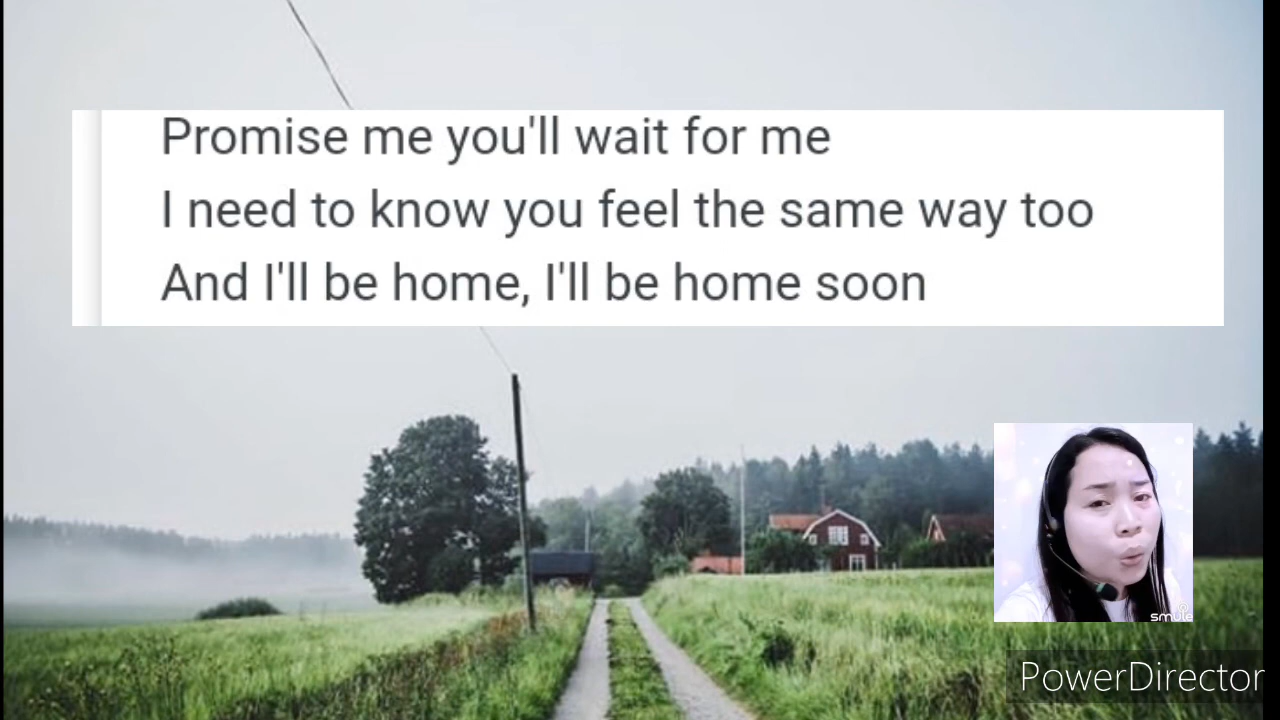 Promise me you'll wait for me
I need to know you feel the same way too
And I'll be home, I'll be home soon
smule
PowerDirector